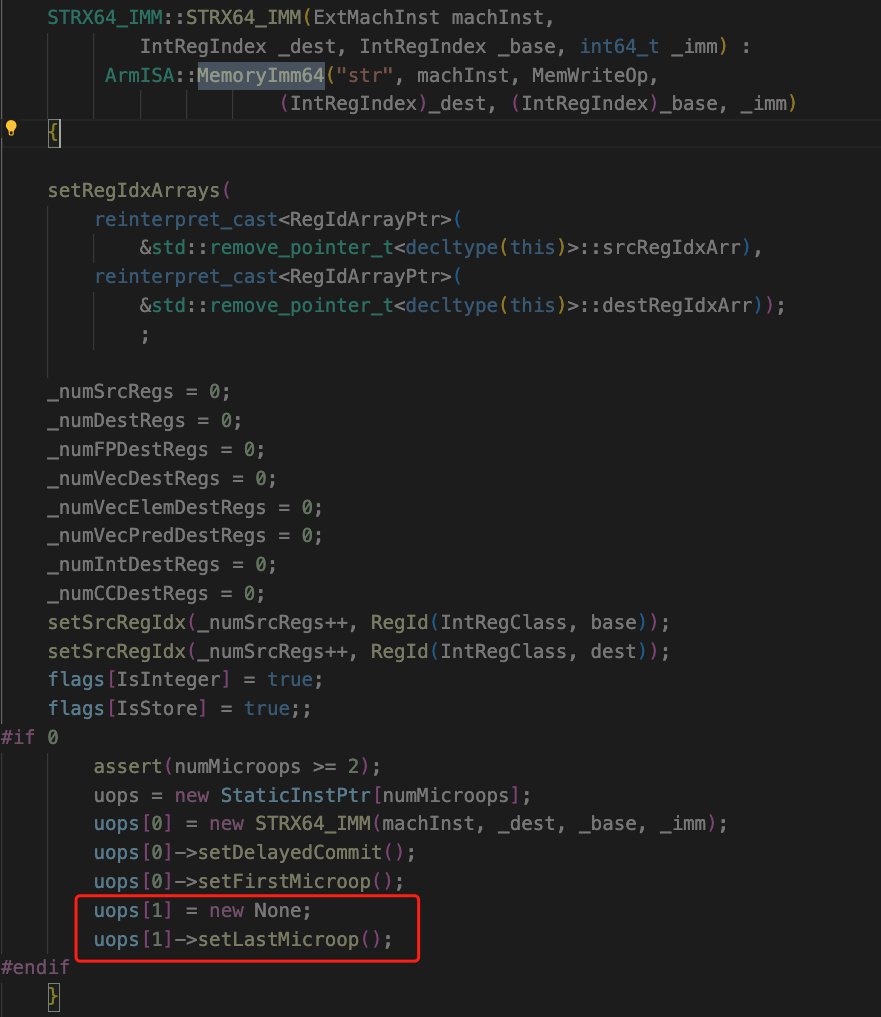 STRX64_IMM::STRX64_IMM(ExtMachInst machInst,
IntRegIndex _dest, IntRegIndex _base, int64_t _imm) :
ArmISA::MemoryImm64("str", machInst, MemWriteOp,
(IntRegIndex)_dest, (IntRegIndex)_base, _imm)
{
setRegIdxArrays(
reinterpret_cast<RegIdArrayPtr>(
&std::remove_pointer_t<decltype(this)>::srcRegIdxArr),
reinterpret_cast<RegIdArrayPtr>(
&std::remove_pointer_t<decltype(this)>::destRegIdxArr));
;
_numSrcRegs = 0;
_numDestRegs = 0;
_numFPDestRegs = 0;
_numVecDestRegs = 0;
_numVecElemDestRegs = 0;
_numVecPredDestRegs = 0;
_numIntDestRegs = 0;
_numCCDestRegs = 0;
setSrcRegIdx(_numSrcRegs++, RegId(IntRegClass, base));
setSrcRegIdx(_numSrcRegs++, RegId(IntRegClass, dest));
flags[IsInteger] = true;
flags[IsStore] = true;;
#if 0
assert(numMicroops >= 2);
uops = new StaticInstPtr[numMicroops];
uops[0] = new STRX64_IMM(machInst, _dest, _base, _imm);
uops[0]->setDelayedCommit();
uops[0]->setFirstMicroop();
uops[1] = new None;
uops[1]->setLastMicroop();
#endif
}